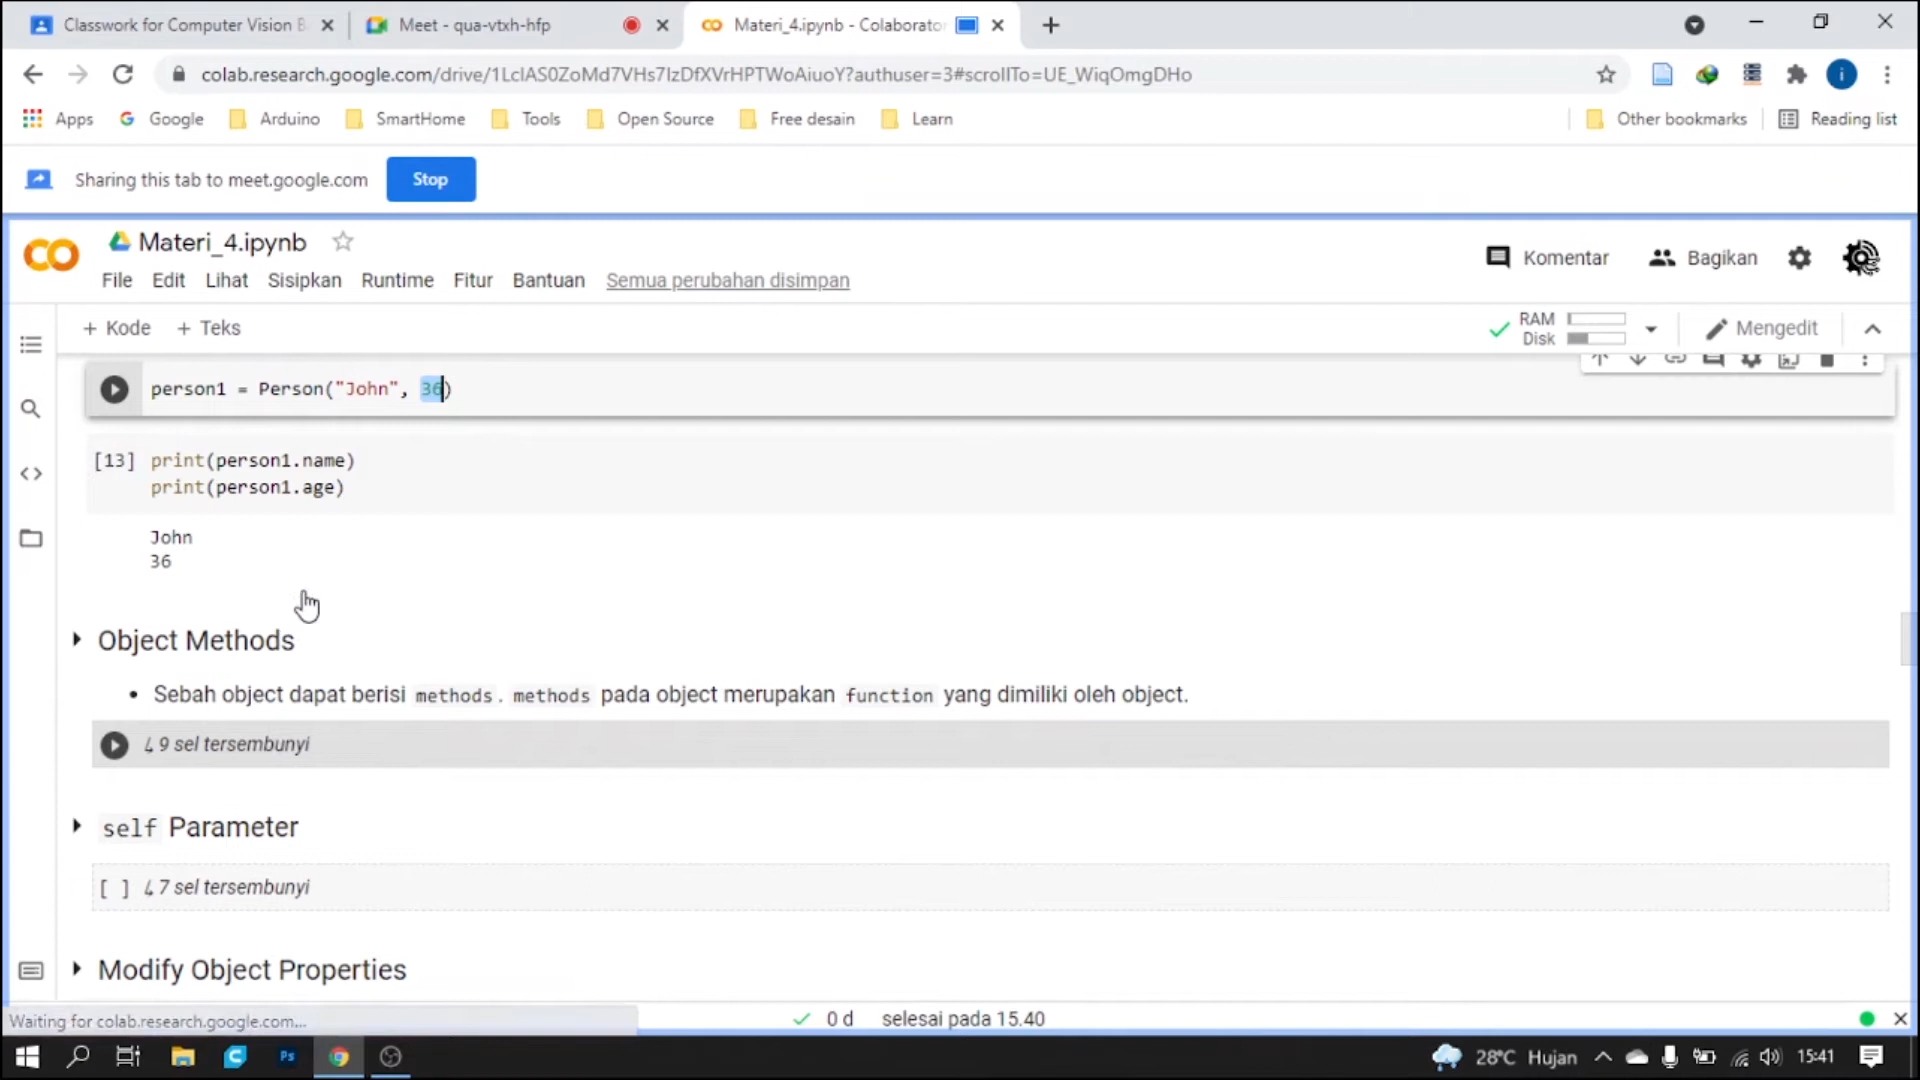 Classwork for Computer Vision B
Meet - qua-vtxh-hfp
Materi_4.ipynb - Colaborator
colab.research.google.com/drive/1LclAS0ZoMd7VHs7IzDfXVrHPTWoAiuoY?authuser=3#scrollTo=UE_WiqOmgDHo
i
Apps
Google
Arduino
SmartHome
Tools
Open Source
Free desain
Learn
Other bookmarks
Reading list
Sharing this tab to meet.google.com
Stop
Materi_4.ipynb
Komentar
Bagikan
File Edit Lihat Sisipkan Runtime Fitur Bantuan Semua perubahan disimpan
+ Kode + Teks
RAM
Disk
Mengedit
person1 = Person("John", 36)
[13] print(person1.name)
print(person1.age)
John
36
Object Methods
• Sebah object dapat berisi methods. methods pada object merupakan function yang dimiliki oleh object.
↳ 9 sel tersembunyi
self Parameter
[ ] ↳ 7 sel tersembunyi
Modify Object Properties
Waiting for colab.research.google.com...
0 d selesai pada 15.40
Ps
28°C Hujan
15:41